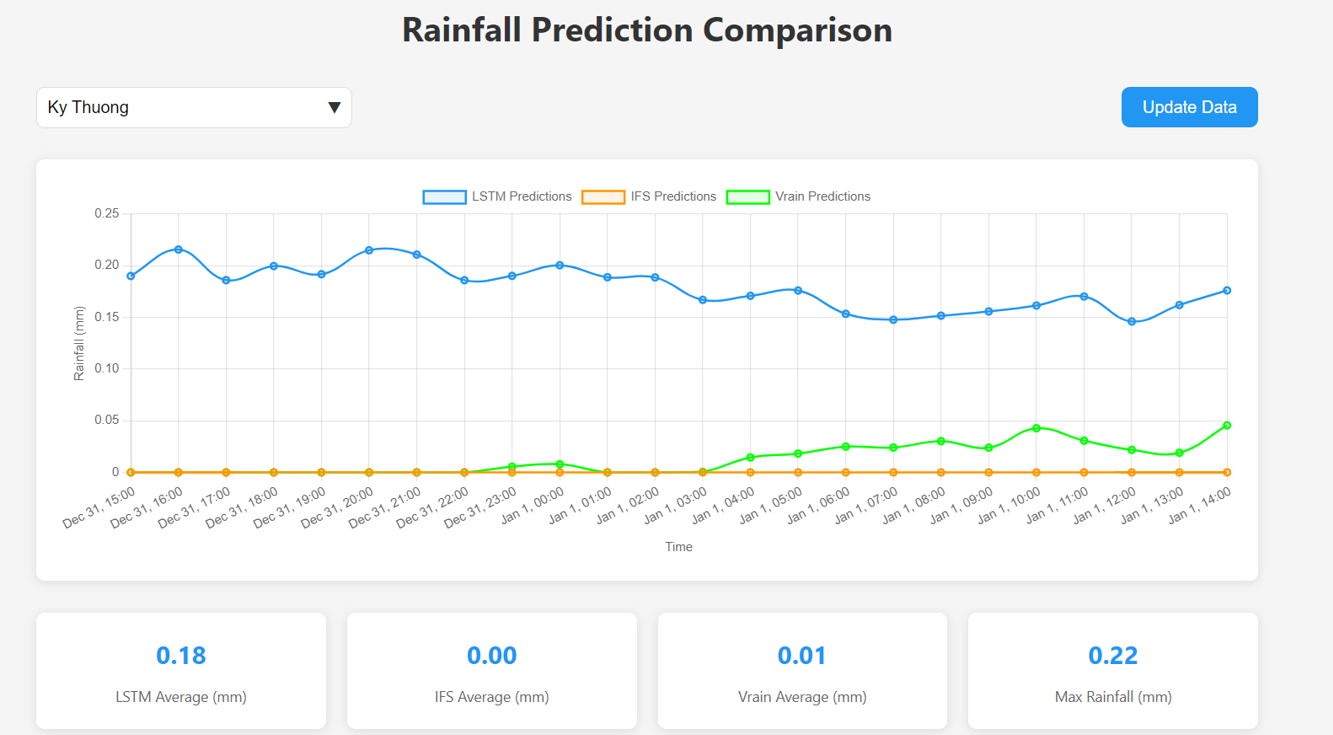 Rainfall Prediction Comparison
Ky Thuong
Update Data
LSTM Predictions IFS Predictions Vrain Predictions
0.25
0.20
0.15
0.10
0.05
0
Rainfall (mm)
Dec 31, 15:00 Dec 31, 16:00 Dec 31, 17:00 Dec 31, 18:00 Dec 31, 19:00 Dec 31, 20:00 Dec 31, 21:00 Dec 31, 22:00 Dec 31, 23:00 Jan 1, 00:00 Jan 1, 01:00 Jan 1, 02:00 Jan 1, 03:00 Jan 1, 04:00 Jan 1, 05:00 Jan 1, 06:00 Jan 1, 07:00 Jan 1, 08:00 Jan 1, 09:00 Jan 1, 10:00 Jan 1, 11:00 Jan 1, 12:00 Jan 1, 13:00 Jan 1, 14:00
Time
0.18
LSTM Average (mm)
0.00
IFS Average (mm)
0.01
Vrain Average (mm)
0.22
Max Rainfall (mm)